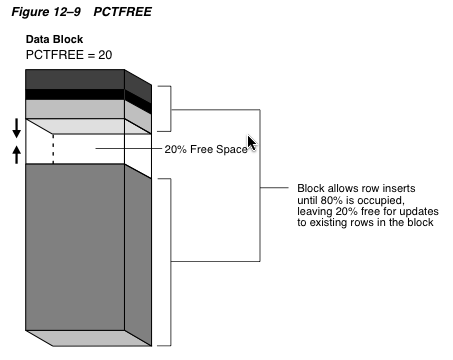 Figure 12–9 PCTFREE
Data Block
PCTFREE = 20
20% Free Space
Block allows row inserts
until 80% is occupied,
leaving 20% free for updates
to existing rows in the block